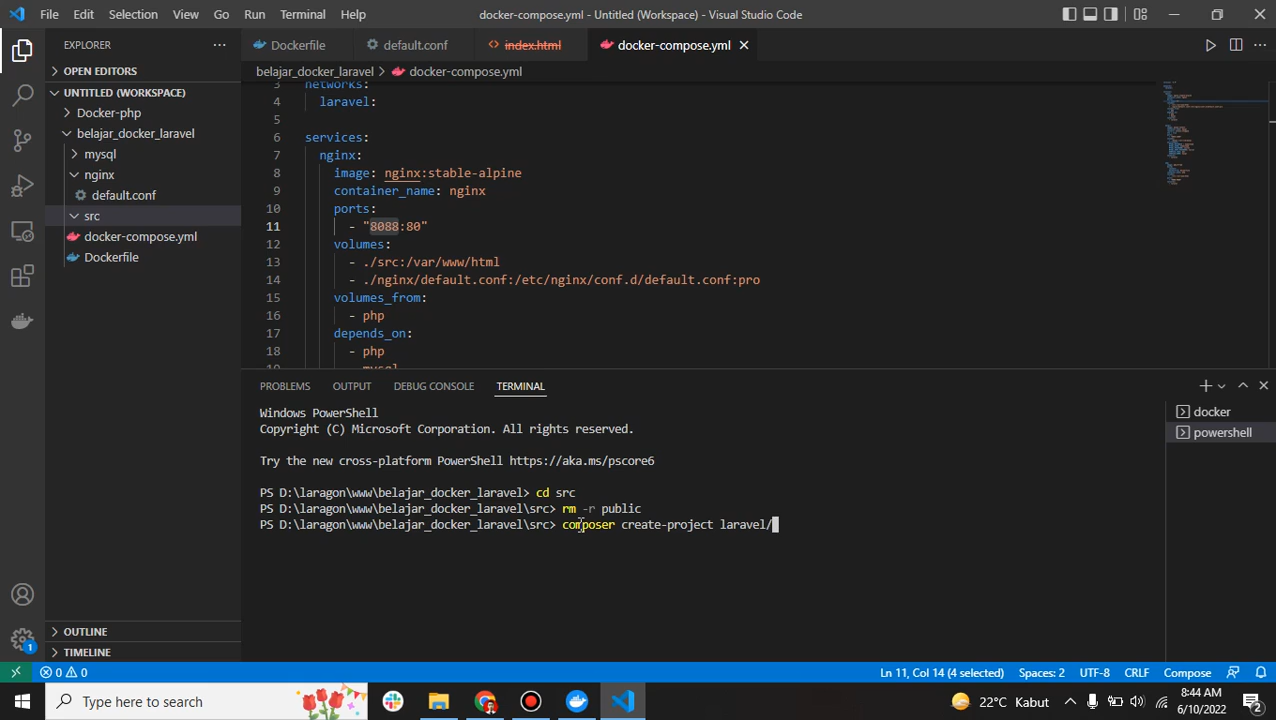 File Edit Selection View Go Run Terminal Help
docker-compose.yml - Untitled (Workspace) - Visual Studio Code
EXPLORER
OPEN EDITORS
UNTITLED (WORKSPACE)
Docker-php
belajar_docker_laravel
mysql
nginx
default.conf
src
docker-compose.yml
Dockerfile
OUTLINE
TIMELINE
Dockerfile default.conf index.html docker-compose.yml
belajar_docker_laravel > docker-compose.yml
3 networks:
4 laravel:
5
6 services:
7 nginx:
8 image: nginx:stable-alpine
9 container_name: nginx
10 ports:
11 - "8088:80"
12 volumes:
13 - ./src:/var/www/html
14 - ./nginx/default.conf:/etc/nginx/conf.d/default.conf:pro
15 volumes_from:
16 - php
17 depends_on:
18 - php
19 - mysql
PROBLEMS OUTPUT DEBUG CONSOLE TERMINAL
Windows PowerShell
Copyright (C) Microsoft Corporation. All rights reserved.
Try the new cross-platform PowerShell https://aka.ms/pscore6
PS D:\laragon\www\belajar_docker_laravel> cd src
PS D:\laragon\www\belajar_docker_laravel\src> rm -r public
PS D:\laragon\www\belajar_docker_laravel\src> composer create-project laravel/
docker
powershell
1
0 0
Ln 11, Col 14 (4 selected) Spaces: 2 UTF-8 CRLF Compose
Type here to search
22°C Kabut
8:44 AM
6/10/2022
2